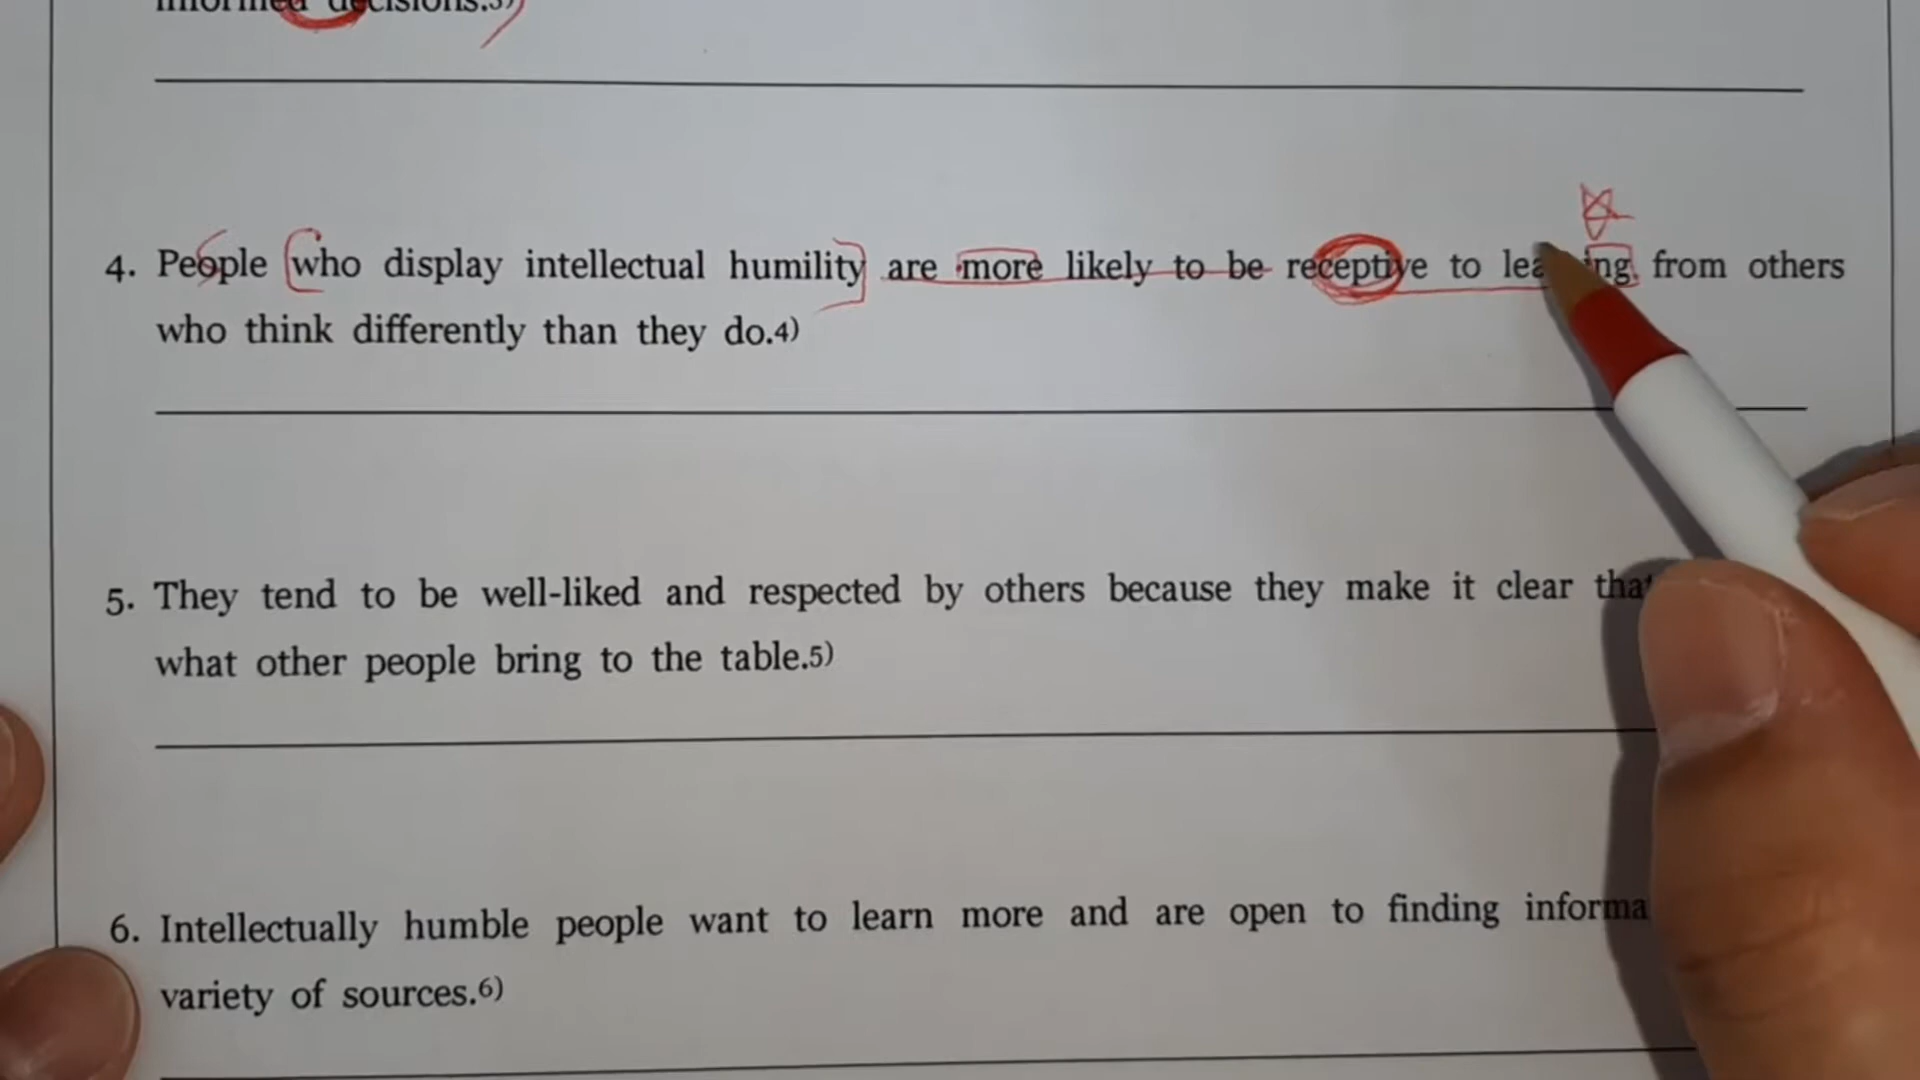 decisions.3)
4. People who display intellectual humility are more likely to be receptive to from others
who think differently than they do.4)
5. They tend to be well-liked and respected by others because they make it clear
what other people bring to the table.5)
6. Intellectually humble people want to learn more and are open to finding
variety of sources.6)